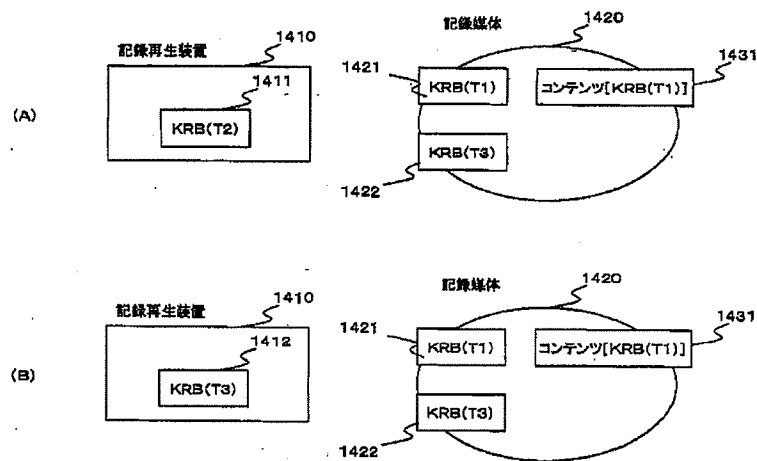 記録再生装置
1410
1411
KRB(T2)
(A)
記録媒体
1420
1421
KRB(T1)
コンテンツ[KRB(T1)]
1431
KRB(T3)
1422
記録再生装置
1410
1412
KRB(T3)
(B)
記録媒体
1420
1421
KRB(T1)
コンテンツ[KRB(T1)]
1431
KRB(T3)
1422